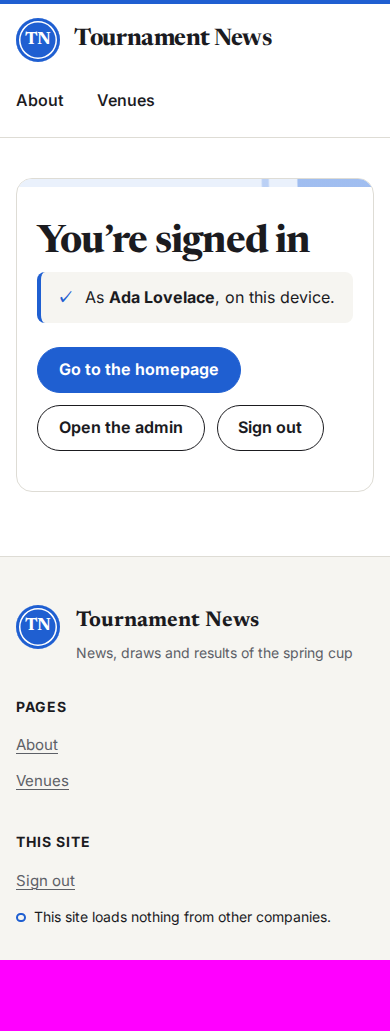 TN
Tournament News
About
Venues
You’re signed in
✓ As Ada Lovelace, on this device.
Go to the homepage
Open the admin
Sign out
TN
Tournament News
News, draws and results of the spring cup
PAGES
About
Venues
THIS SITE
Sign out
This site loads nothing from other companies.